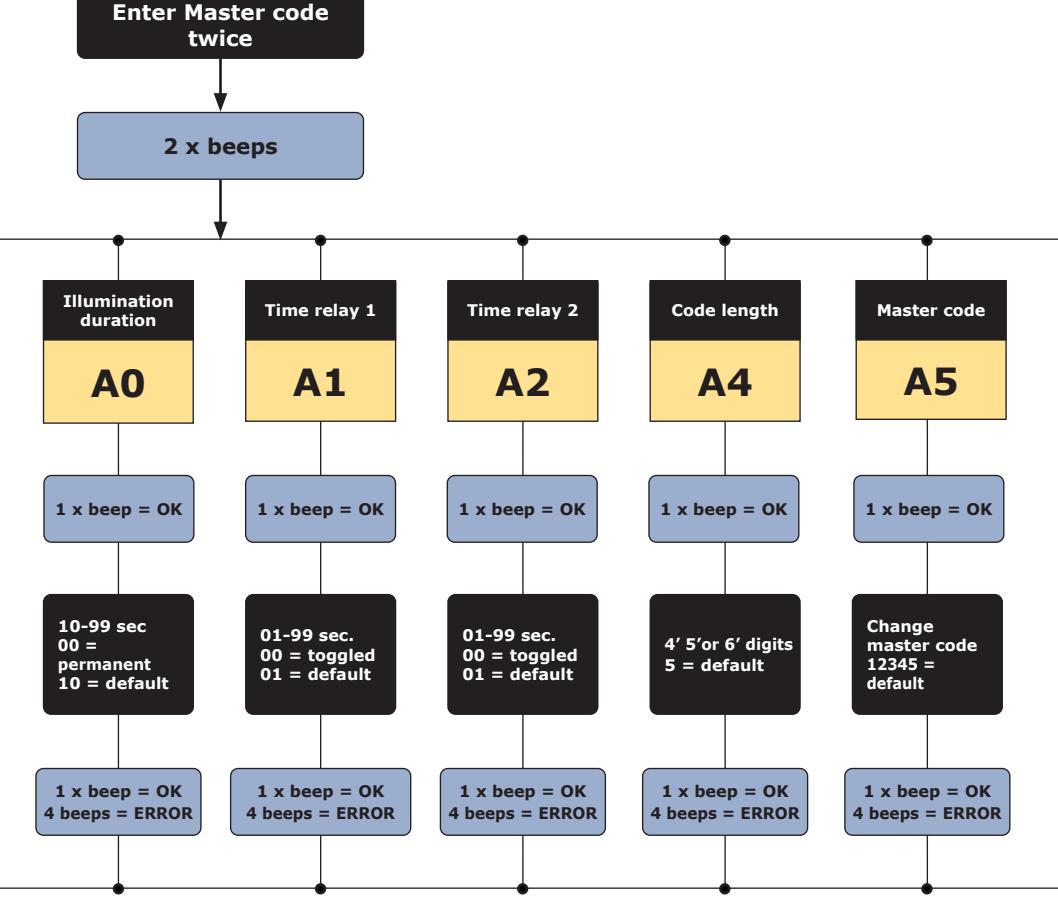 Enter Master code
twice
2 x beeps
Illumination
duration
A0
1 x beep = OK
10-99 sec
00 =
permanent
10 = default
1 x beep = OK
4 beeps = ERROR
Time relay 1
A1
1 x beep = OK
01-99 sec.
00 = toggled
01 = default
1 x beep = OK
4 beeps = ERROR
Time relay 2
A2
1 x beep = OK
01-99 sec.
00 = toggled
01 = default
1 x beep = OK
4 beeps = ERROR
Code length
A4
1 x beep = OK
4’ 5’or 6’ digits
5 = default
1 x beep = OK
4 beeps = ERROR
Master code
A5
1 x beep = OK
Change
master code
12345 =
default
1 x beep = OK
4 beeps = ERROR